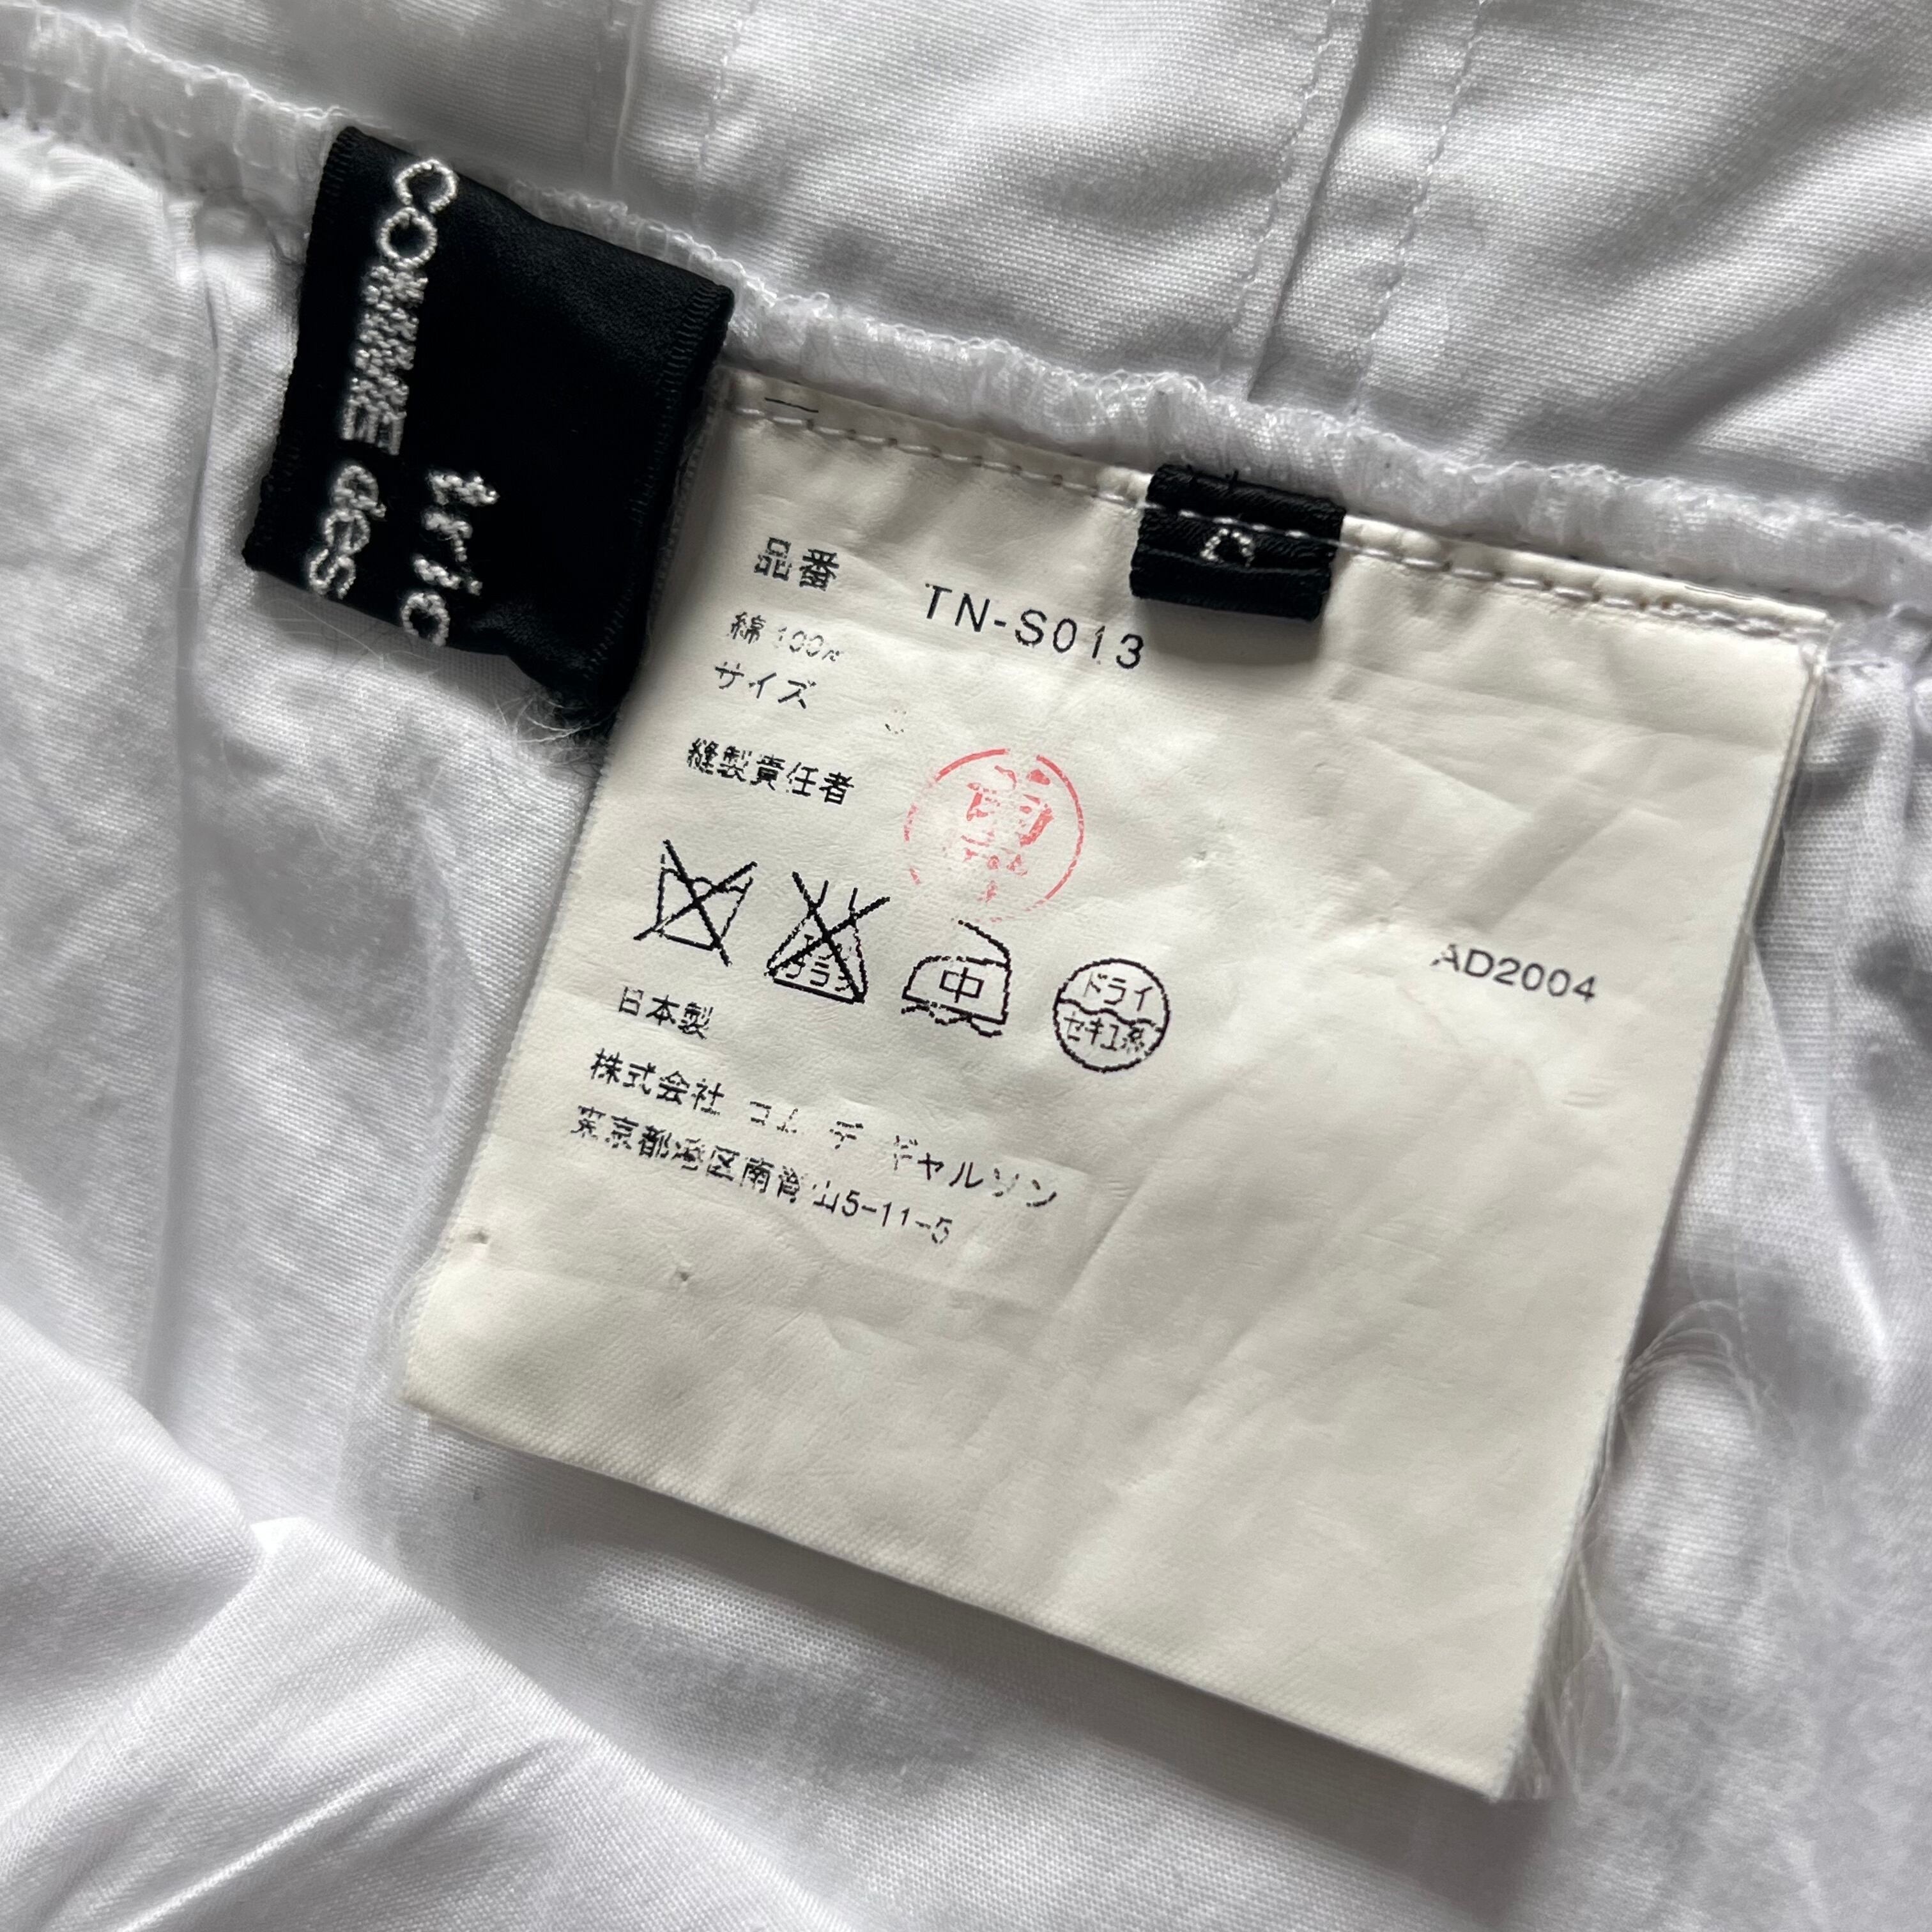 COMME des
tric
品番 TN-S013
綿 100%
サイズ S
縫製責任者
中
ドライ
セキユ系
AD2004
日本製
株式会社 コム デ ギャルソン
東京都港区南青山5-11-5